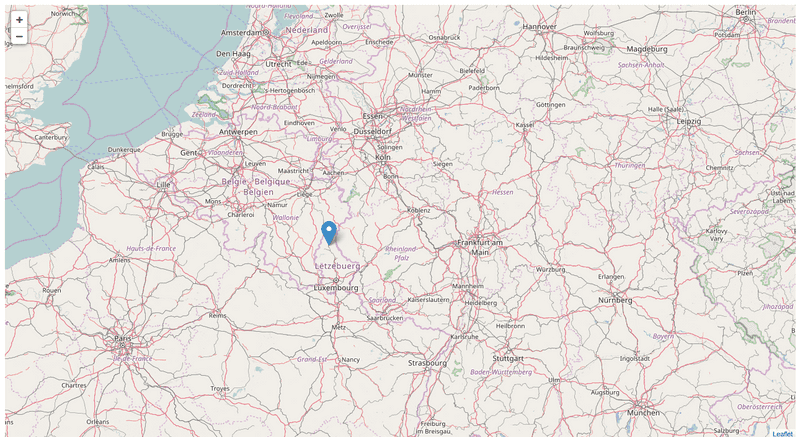 +
−
Norwich
Amsterdam
Nederland
Flevoland
Zwolle
Overijssel
Apeldoorn
Enschede
Osnabrück
Hannover
Wolfsburg
Braunschweig
Magdeburg
Berlin
Potsdam
Den Haag
Utrecht
Ede
Gelderland
Hildesheim
Sachsen-Anhalt
Zuid-Holland
Dordrecht
's-Hertogenbosch
Nijmegen
Münster
Bielefeld
Hamm
Paderborn
Göttingen
Halle (Saale)
Leipzig
Zeeland
Noord-Brabant
Essen
Nordrhein-
Westfalen
Kassel
Canterbury
Brugge
Antwerpen
Eindhoven
Venlo
Düsseldorf
Limburg
Solingen
Dunkerque
Calais
Gent
Vlaanderen
Leuven
Maastricht
Aachen
Köln
Bonn
Siegen
Thüringen
Chemnitz
Sachsen
Lille
België - Belgique
Belgien
Liège
Hessen
Mons
Namur
Charleroi
Wallonie
Koblenz
Karlovy
Vary
Severozápad
Hauts-de-France
Amiens
Rheinland-
Pfalz
Frankfurt am
Main
Lëtzebuerg
Luxembourg
Würzburg
Erlangen
Nürnberg
Plzeň
Rouen
Reims
Saarland
Kaiserslautern
Mannheim
Heidelberg
Jihozápad
Metz
Saarbrücken
Heilbronn
Karlsruhe
Bayern
Paris
Île-de-France
Grand Est
Nancy
Strasbourg
Stuttgart
Baden-Württemberg
Ingolstadt
Chartres
Troyes
Ulm
Augsburg
München
Oberösterreich
Orléans
Freiburg
im Breisgau
Salzburg
Leaflet